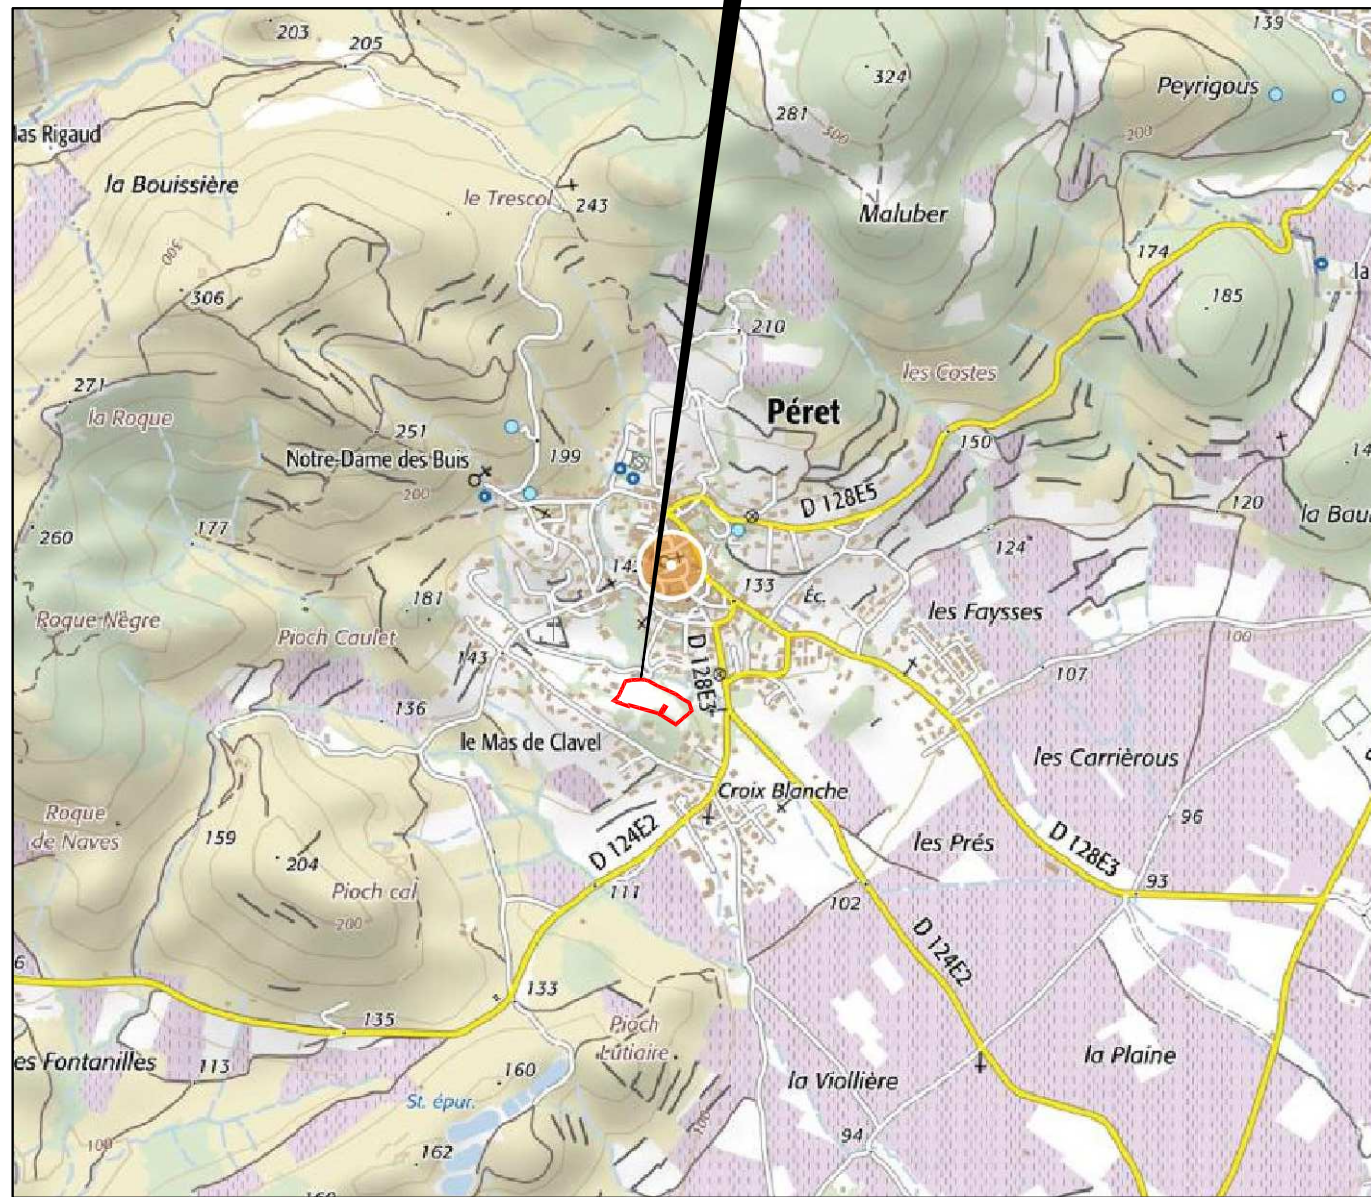 203
205
139
324
Peyrigous
281
300
200
las Rigaud
la Bouissière
le Trescol
243
Maluber
300
174
la
306
185
210
les Costes
271
la Roque
Péret
251
150
Notre-Dame des Buis
199
200
D 128E5
120
la Bau
260
177
124
133
Éc.
181
les Faysses
Roque Nègre
Pioch Caulet
100
143
107
D 128E3
136
le Mas de Clavel
les Carrièrous
Croix Blanche
Roque
de Naves
159
96
les Prés
D 128E3
D 124E2
204
Pioch cal
93
111
102
200
D 124E2
6
133
135
Pioch
Lutiaire
es Fontanilles
113
160
la Plaine
la Viollière
St. épur.
100
100
94
162
160